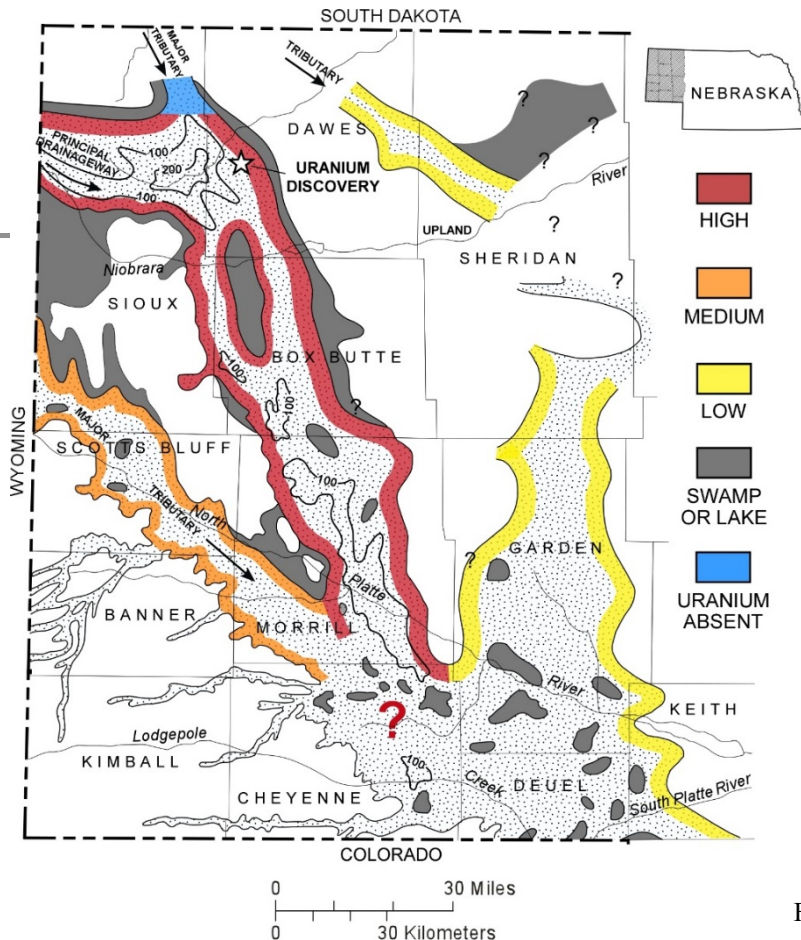 SOUTH DAKOTA
MAJOR
TRIBUTARY
TRIBUTARY
?
NEBRASKA
DAWES
?
PRINCIPAL
DRAINAGEWAY
100
200
100
URANIUM
DISCOVERY
?
River
HIGH
UPLAND
?
SHERIDAN
?
Niobrara
SIOUX
MEDIUM
BOX BUTTE
100
100
?
LOW
WYOMING
MAJOR
SCOTTS BLUFF
TRIBUTARY
North
100
SWAMP
OR LAKE
GARDEN
?
Platte
URANIUM
ABSENT
BANNER
MORRILL
River
KEITH
?
Lodgepole
KIMBALL
100
Creek
DEUEL
CHEYENNE
South Platte River
COLORADO
0 30 Miles
0 30 Kilometers